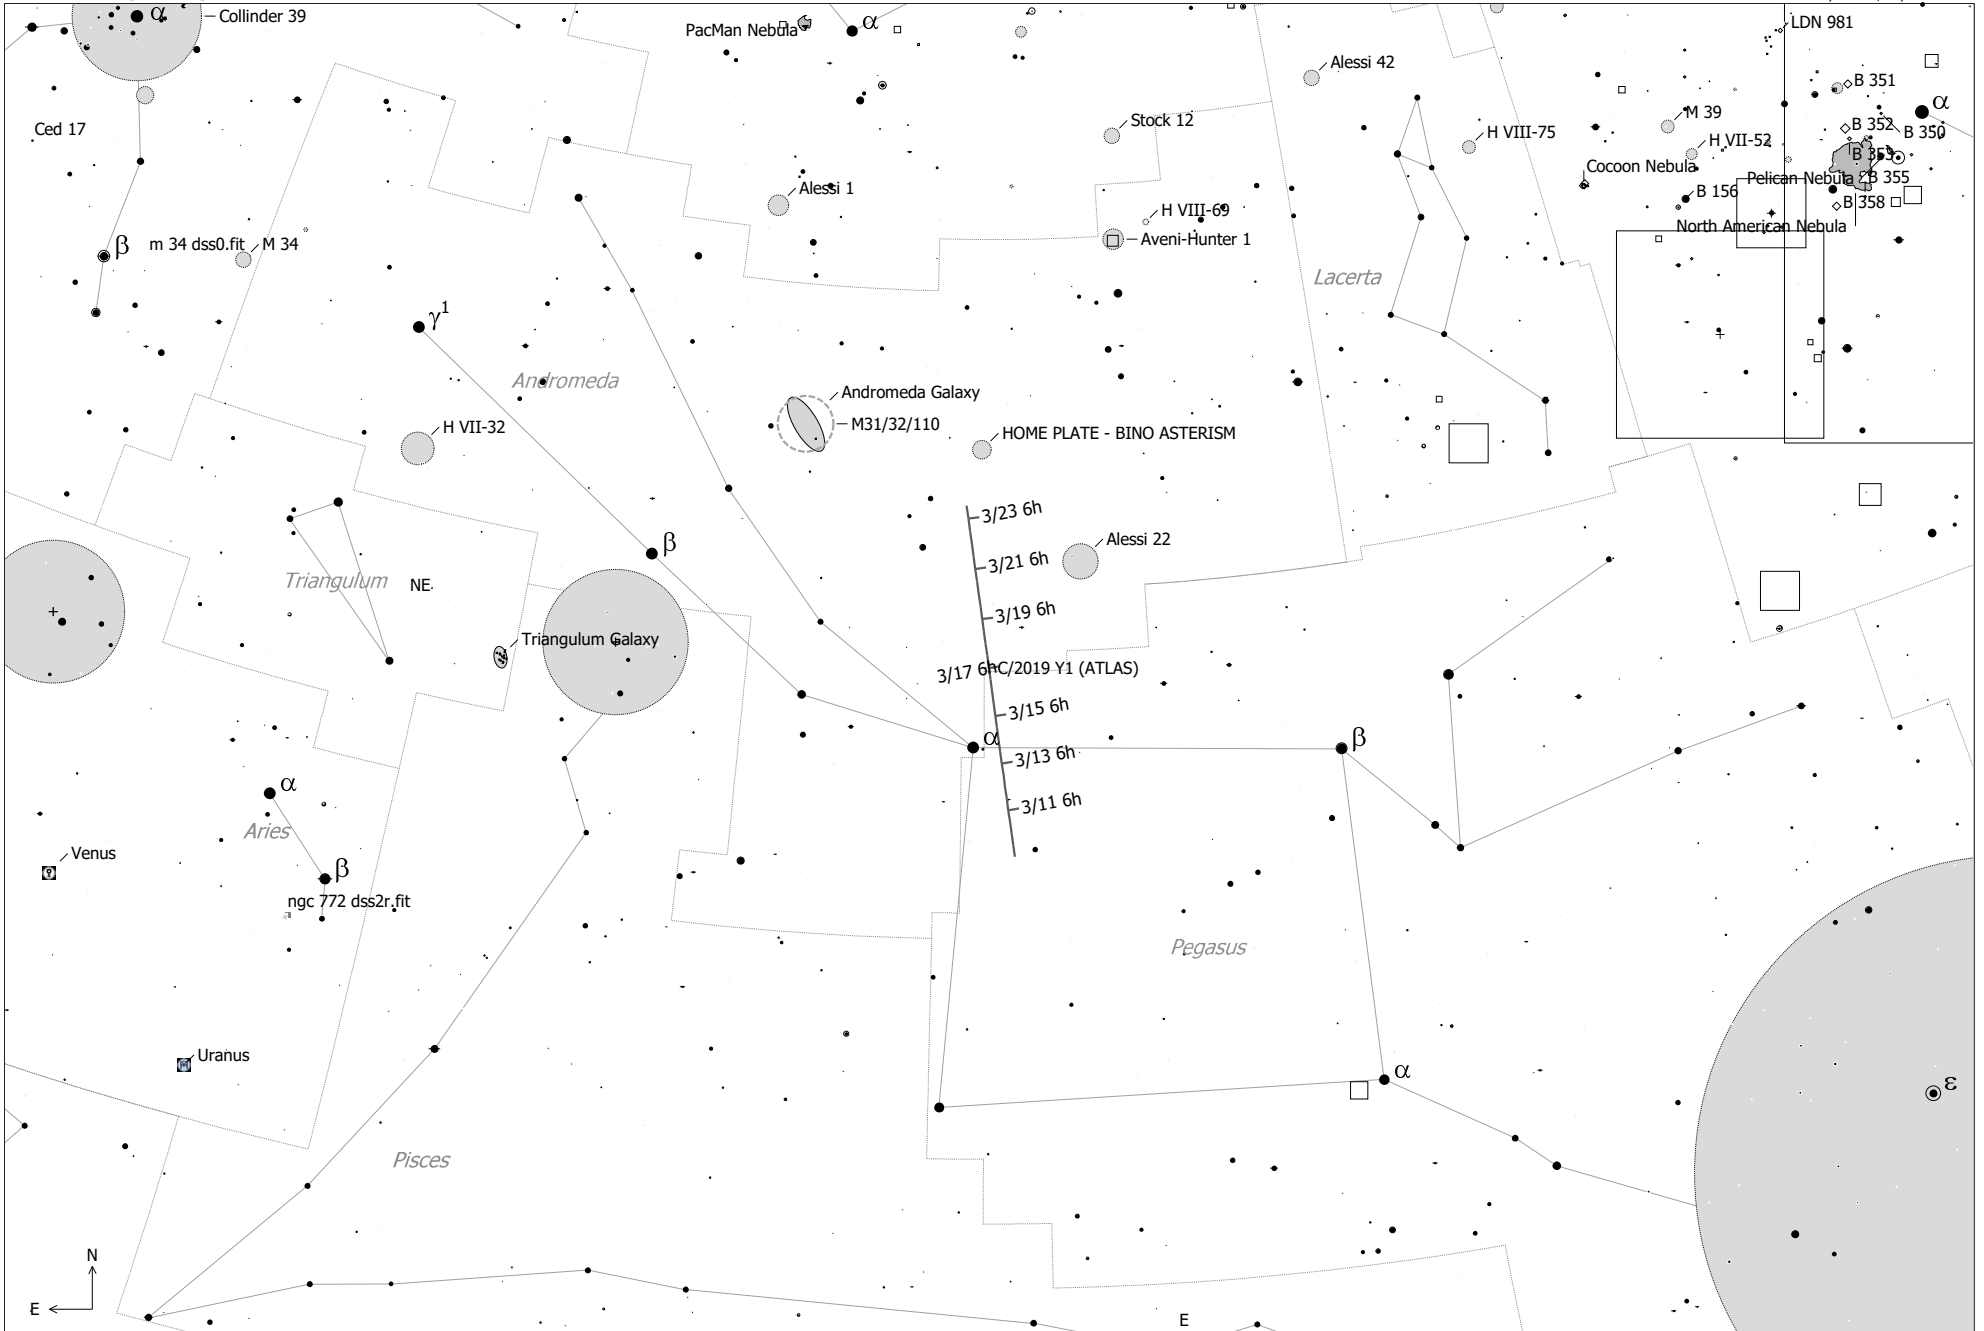 α
Collinder 39
PacMan Nebula
α
LDN 981
Alessi 42
B 351
α
Ced 17
Stock 12
M 39
B 352
B 350
H VIII-75
H VII-52
B 353
Cocoon Nebula
Pelican Nebula
B 355
Alessi 1
B 156
B 358
H VIII-69
North American Nebula
β
m 34 dss0.fit
M 34
Aveni-Hunter 1
Lacerta
γ1
Andromeda
Andromeda Galaxy
M31/32/110
H VII-32
HOME PLATE - BINO ASTERISM
3/23 6h
Alessi 22
β
3/21 6h
Triangulum
NE
3/19 6h
Triangulum Galaxy
3/17 6h
C/2019 Y1 (ATLAS)
3/15 6h
α
β
3/13 6h
α
3/11 6h
Aries
Venus
β
ngc 772 dss2r.fit
Pegasus
Uranus
α
ε
Pisces
N
E
E